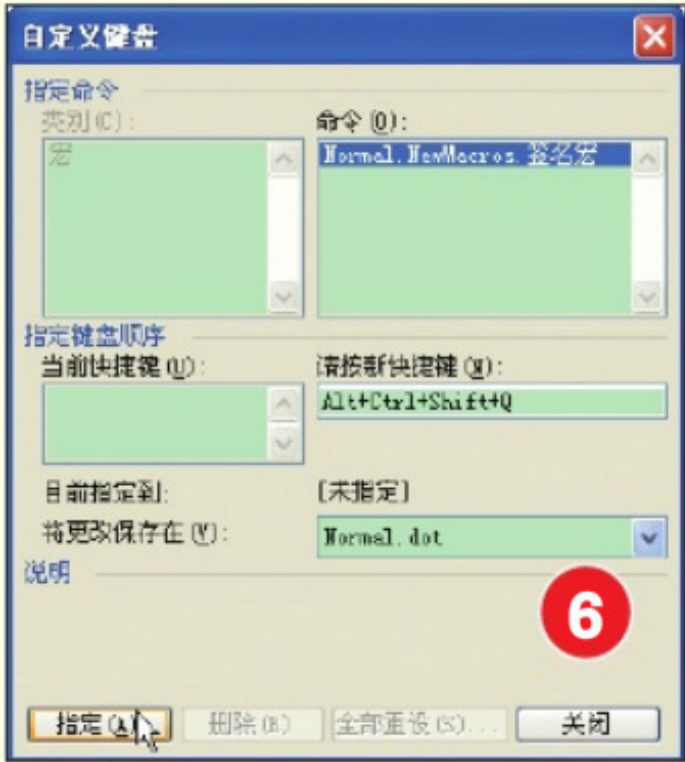 自定义键盘
指定命令
类别(C):
命令(O):
宏
Normal.NewMacros.签名宏
指定键盘顺序
当前快捷键(U):
请按新快捷键(N):
Alt+Ctrl+Shift+Q
目前指定到:
[未指定]
将更改保存在(V):
Normal.dot
说明
6
指定(A)
删除(R)
全部重设(S)...
关闭